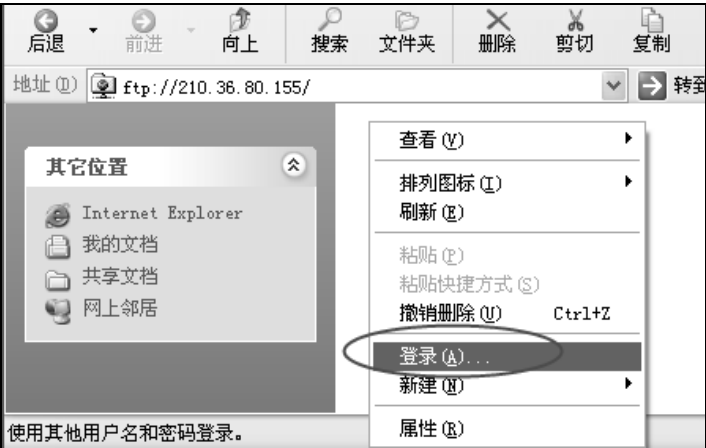 后退 前进 向上 搜索 文件夹 删除 剪切 复制
地址(D) ftp://210.36.80.155/ 转到
其它位置
Internet Explorer
我的文档
共享文档
网上邻居
查看(V)
排列图标(I)
刷新(E)
粘贴(P)
粘贴快捷方式(S)
撤销删除(U) Ctrl+Z
登录(A)...
新建(N)
属性(R)
使用其他用户名和密码登录。